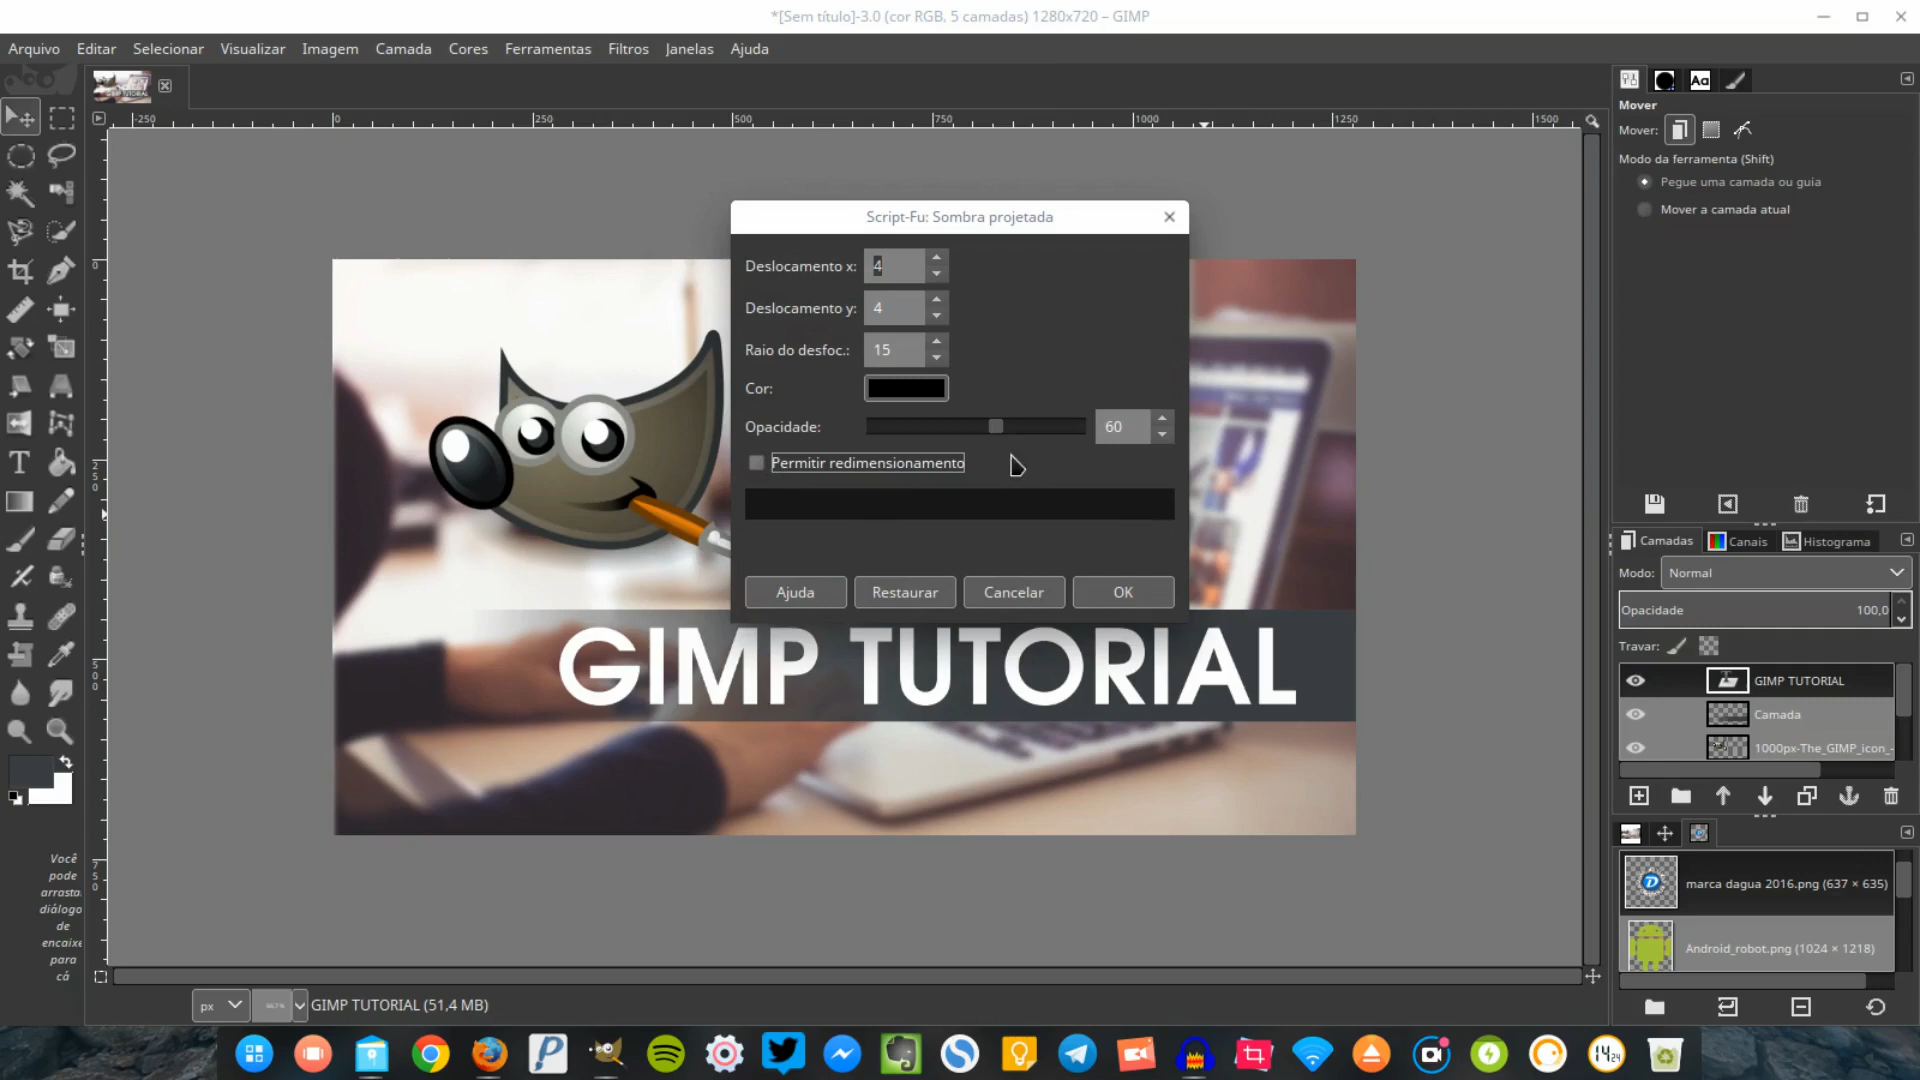 *[Sem título]-3.0 (cor RGB, 5 camadas) 1280x720 – GIMP
Arquivo Editar Selecionar Visualizar Imagem Camada Cores Ferramentas Filtros Janelas Ajuda
-250 0 250 500 750 1000 1250 1500
0
250
500
750
Script-Fu: Sombra projetada
Deslocamento x: 4
Deslocamento y: 4
Raio do desfoc.: 15
Cor:
Opacidade: 60
Permitir redimensionamento
Ajuda Restaurar Cancelar OK
GIMP TUTORIAL
Você
pode
arrasta
diálogo
de
encaixe
para
cá
px
GIMP TUTORIAL (51,4 MB)
Aa
Mover
Mover:
Modo da ferramenta (Shift)
Pegue uma camada ou guia
Mover a camada atual
Camadas Canais Histograma
Modo: Normal
Opacidade 100,0
Travar:
GIMP TUTORIAL
Camada
1000px-The_GIMP_icon_-
marca dagua 2016.png (637 × 635)
Android_robot.png (1024 × 1218)